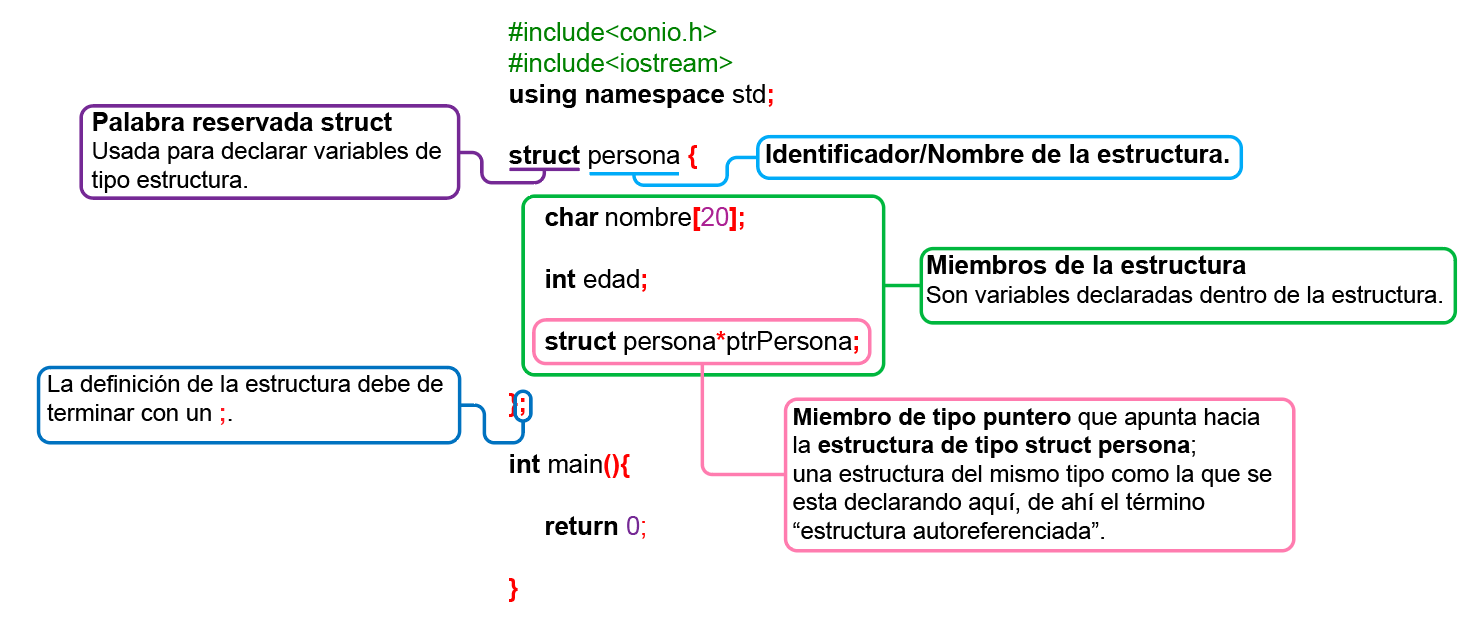 #include<conio.h>
#include<iostream>
using namespace std;
Palabra reservada struct
Usada para declarar variables de
tipo estructura.
struct persona {
Identificador/Nombre de la estructura.
char nombre[20];
int edad;
struct persona*ptrPersona;
Miembros de la estructura
Son variables declaradas dentro de la estructura.
La definición de la estructura debe de
terminar con un ;.
};
Miembro de tipo puntero que apunta hacia
la estructura de tipo struct persona;
una estructura del mismo tipo como la que se
esta declarando aquí, de ahí el término
“estructura autoreferenciada”.
int main(){
return 0;
}